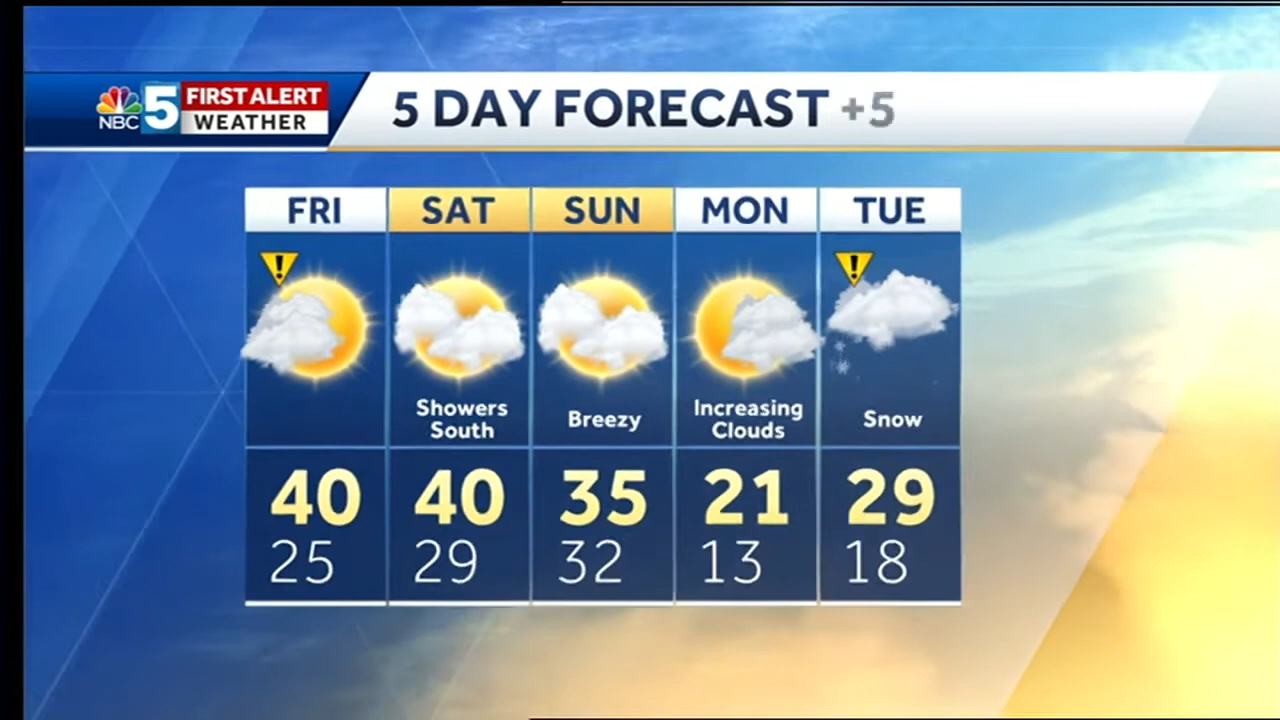 NBC 5 FIRST ALERT WEATHER
5 DAY FORECAST +5
FRI SAT SUN MON TUE
! !
Showers South
Breezy
Increasing Clouds
Snow
40 40 35 21 29
25 29 32 13 18